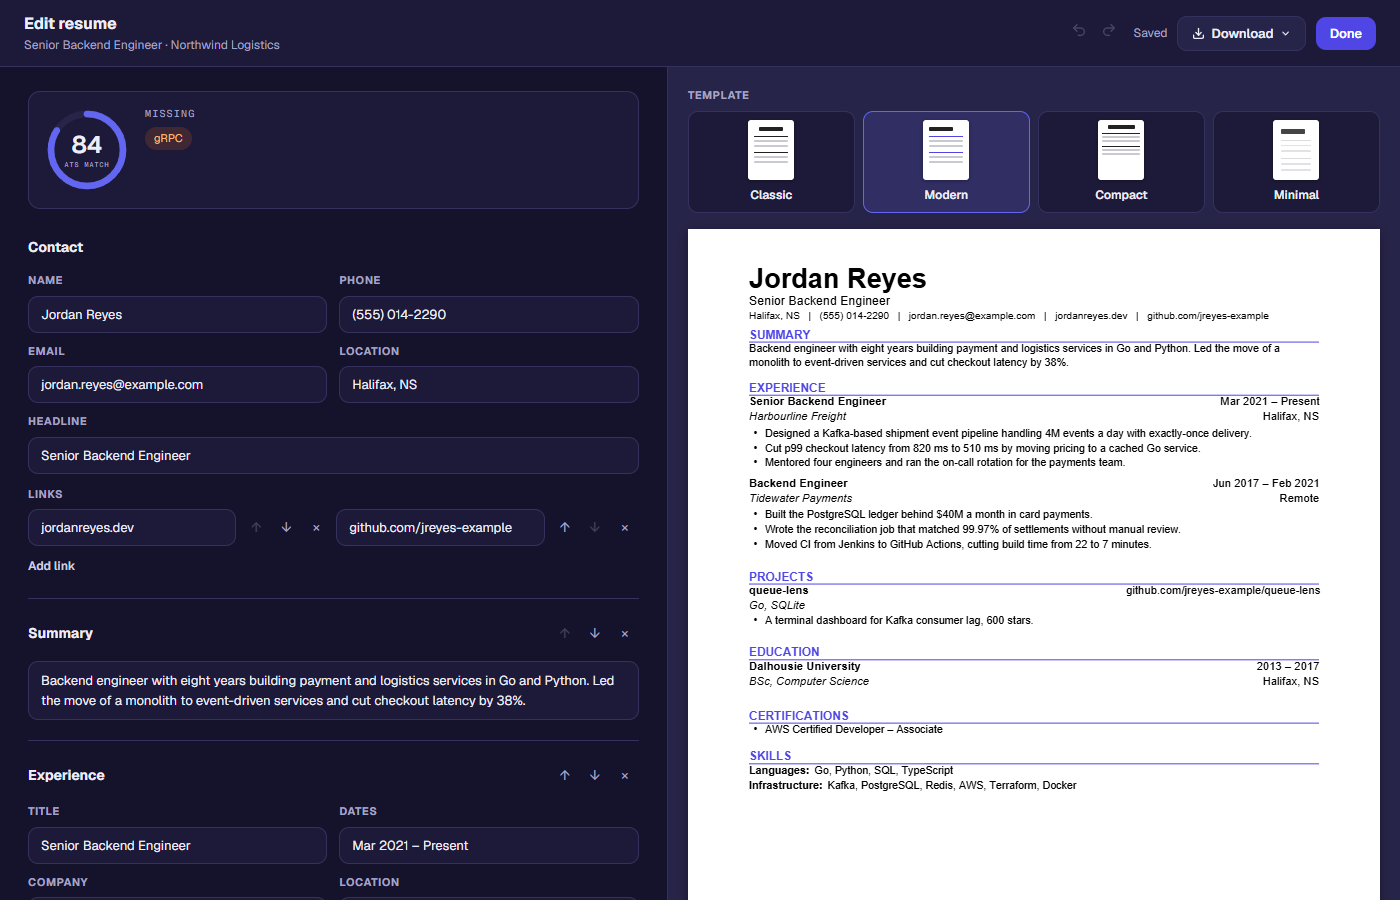 Edit resume
Senior Backend Engineer · Northwind Logistics
Saved
Download
Done
84
ATS MATCH
MISSING
gRPC
Contact
NAME
PHONE
Jordan Reyes
(555) 014-2290
EMAIL
LOCATION
jordan.reyes@example.com
Halifax, NS
HEADLINE
Senior Backend Engineer
LINKS
jordanreyes.dev
github.com/jreyes-example
Add link
Summary
Backend engineer with eight years building payment and logistics services in Go and Python. Led
the move of a monolith to event-driven services and cut checkout latency by 38%.
Experience
TITLE
DATES
Senior Backend Engineer
Mar 2021 – Present
COMPANY
LOCATION
TEMPLATE
Classic
Modern
Compact
Minimal
Jordan Reyes
Senior Backend Engineer
Halifax, NS | (555) 014-2290 | jordan.reyes@example.com | jordanreyes.dev | github.com/jreyes-example
SUMMARY
Backend engineer with eight years building payment and logistics services in Go and Python. Led the move of a
monolith to event-driven services and cut checkout latency by 38%.
EXPERIENCE
Senior Backend Engineer Mar 2021 – Present
Harbourline Freight Halifax, NS
• Designed a Kafka-based shipment event pipeline handling 4M events a day with exactly-once delivery.
• Cut p99 checkout latency from 820 ms to 510 ms by moving pricing to a cached Go service.
• Mentored four engineers and ran the on-call rotation for the payments team.
Backend Engineer Jun 2017 – Feb 2021
Tidewater Payments Remote
• Built the PostgreSQL ledger behind $40M a month in card payments.
• Wrote the reconciliation job that matched 99.97% of settlements without manual review.
• Moved CI from Jenkins to GitHub Actions, cutting build time from 22 to 7 minutes.
PROJECTS
queue-lens github.com/jreyes-example/queue-lens
Go, SQLite
• A terminal dashboard for Kafka consumer lag, 600 stars.
EDUCATION
Dalhousie University 2013 – 2017
BSc, Computer Science Halifax, NS
CERTIFICATIONS
• AWS Certified Developer – Associate
SKILLS
Languages: Go, Python, SQL, TypeScript
Infrastructure: Kafka, PostgreSQL, Redis, AWS, Terraform, Docker